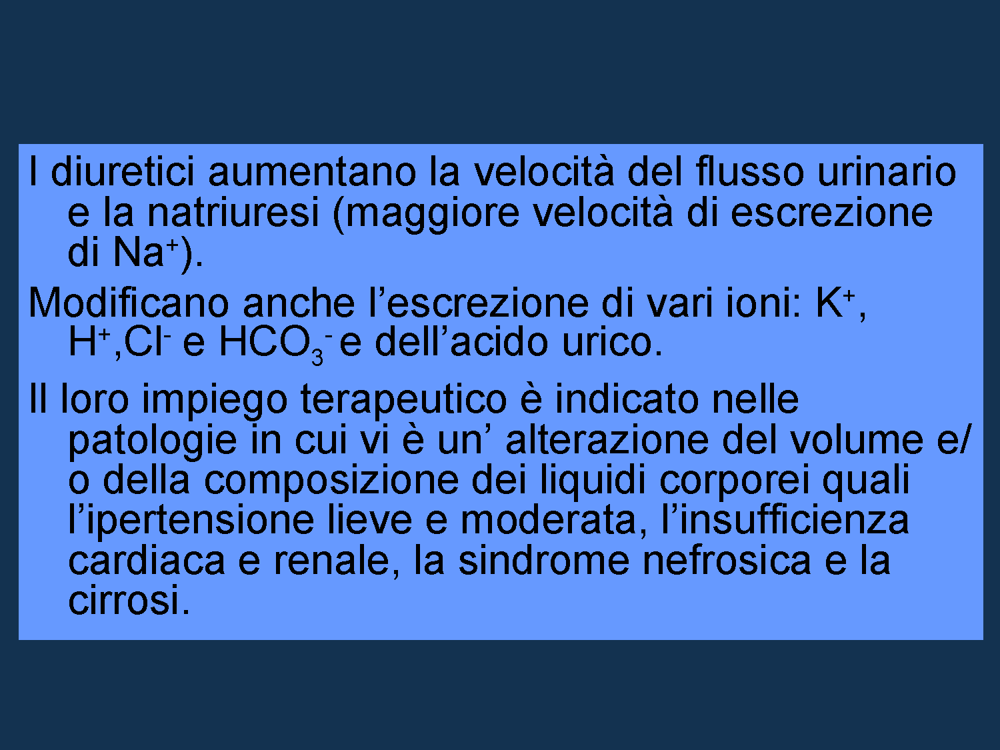 I diuretici aumentano la velocità del flusso urinario
e la natriuresi (maggiore velocità di escrezione
di Na⁺).
Modificano anche l’escrezione di vari ioni: K⁺,
H⁺,Cl⁻ e HCO₃⁻ e dell’acido urico.
Il loro impiego terapeutico è indicato nelle
patologie in cui vi è un’ alterazione del volume e/
o della composizione dei liquidi corporei quali
l’ipertensione lieve e moderata, l’insufficienza
cardiaca e renale, la sindrome nefrosica e la
cirrosi.